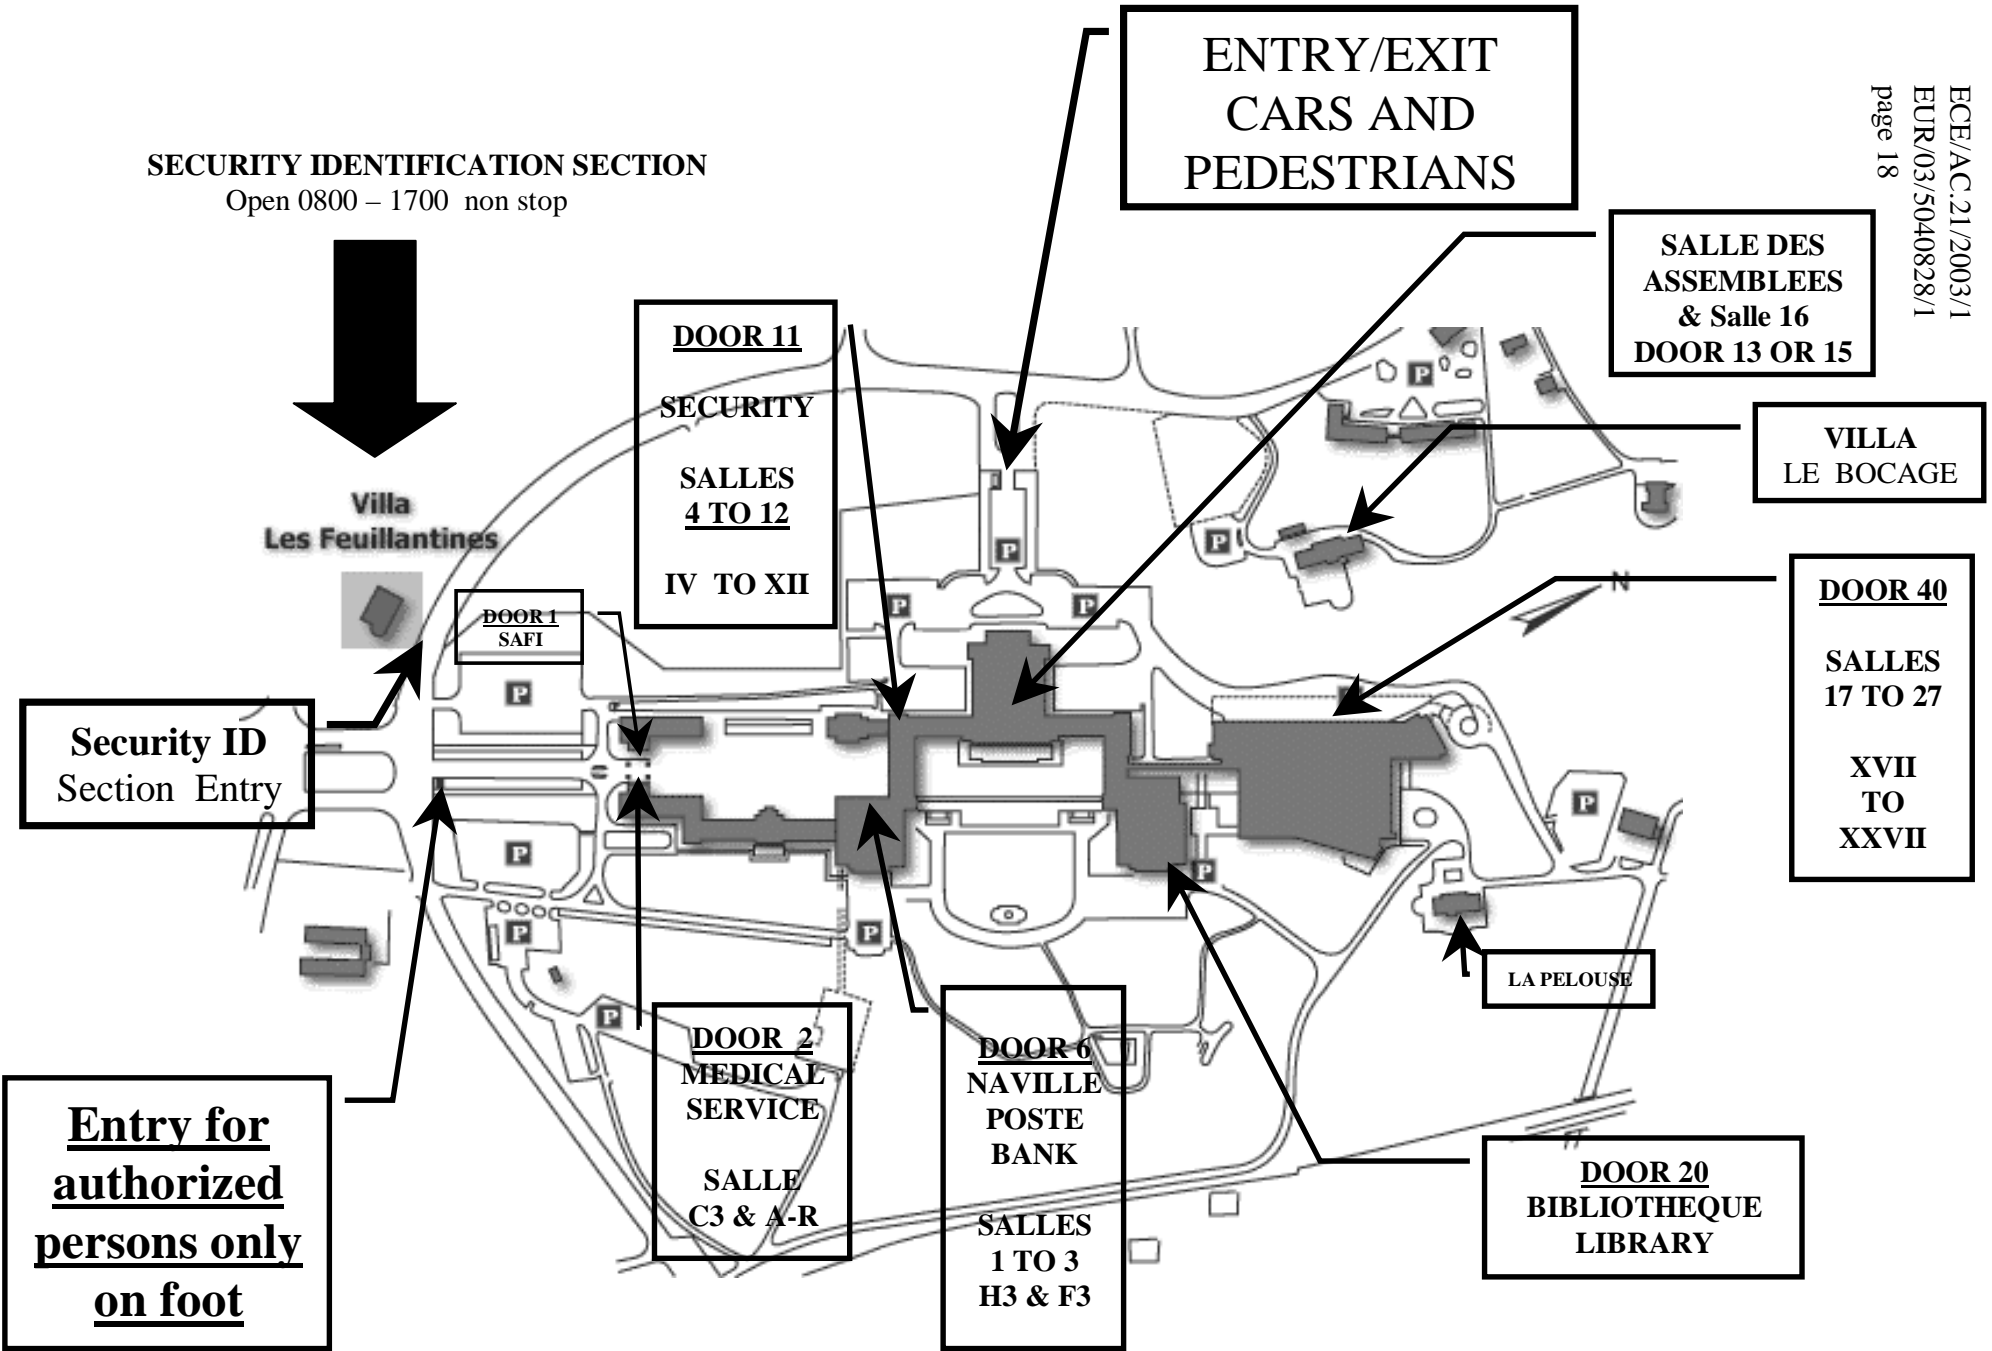 ENTRY/EXIT
CARS AND
PEDESTRIANS
ECE/AC.21/2003/1
EUR/03/5040828/1
page 18
SECURITY IDENTIFICATION SECTION
Open 0800 – 1700 non stop
SALLE DES
ASSEMBLEES
& Salle 16
DOOR 13 OR 15
DOOR 11
SECURITY
SALLES
4 TO 12
IV TO XII
VILLA
LE BOCAGE
Villa
Les Feuillantines
DOOR 1
SAFI
N
DOOR 40
SALLES
17 TO 27
XVII
TO
XXVII
Security ID
Section Entry
P
P
P
P
P
P
P
P
P
P
P
P
P
LA PELOUSE
DOOR 2
MEDICAL
SERVICE
SALLE
C3 & A-R
DOOR 6
NAVILLE
POSTE
BANK
SALLES
1 TO 3
H3 & F3
Entry for
authorized
persons only
on foot
DOOR 20
BIBLIOTHEQUE
LIBRARY